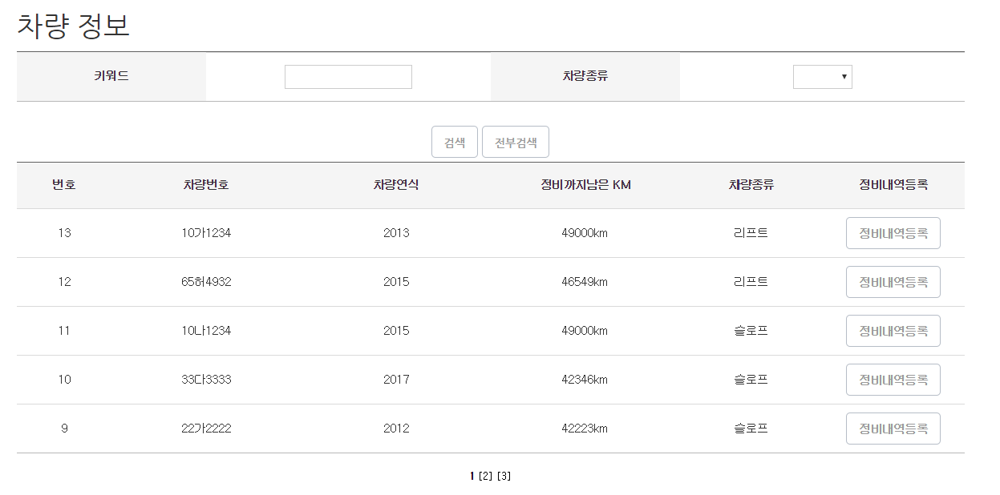 차량 정보
키워드 차량종류
검색 전부검색
번호 차량번호 차량연식 정비까지남은 KM 차량종류 정비내역등록
13 10가1234 2013 49000km 리프트 정비내역등록
12 65허4932 2015 46549km 리프트 정비내역등록
11 10나1234 2015 49000km 슬로프 정비내역등록
10 33다3333 2017 42346km 슬로프 정비내역등록
9 22가2222 2012 42223km 슬로프 정비내역등록
1 [2] [3]